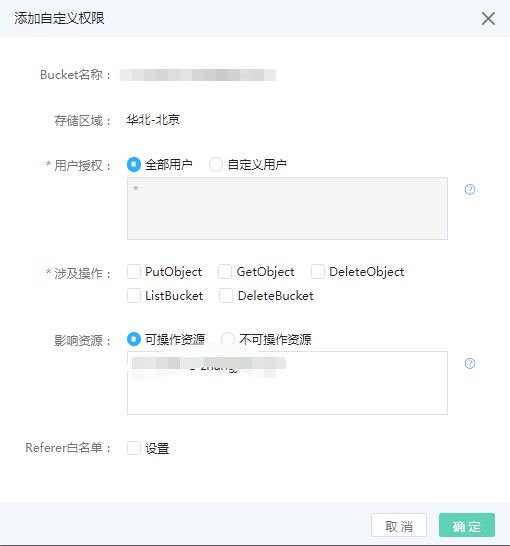 添加自定义权限
Bucket名称：
存储区域： 华北-北京
* 用户授权： 全部用户 自定义用户
*
* 涉及操作： PutObject GetObject DeleteObject
ListBucket DeleteBucket
影响资源： 可操作资源 不可操作资源
Referer白名单： 设置
取消 确定